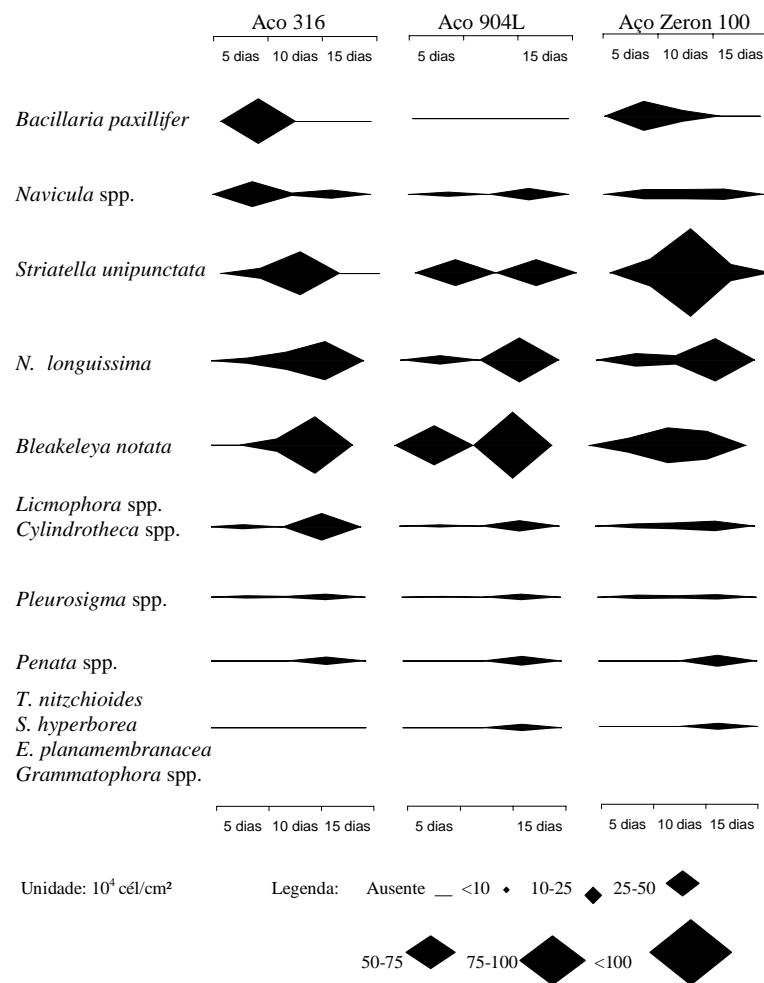 Aco 316 Aco 904L Aço Zeron 100
5 dias 10 dias 15 dias 5 dias 15 dias 5 dias 10 dias 15 dias
Bacillaria paxillifer
Navicula spp.
Striatella unipunctata
N. longuissima
Bleakeleya notata
Licmophora spp.
Cylindrotheca spp.
Pleurosigma spp.
Penata spp.
T. nitzchioides
S. hyperborea
E. planamembranacea
Grammatophora spp.
5 dias 10 dias 15 dias 5 dias 15 dias 5 dias 10 dias 15 dias
Unidade: 10⁴ cél/cm² Legenda: Ausente __ <10 10-25 25-50
50-75 75-100 <100